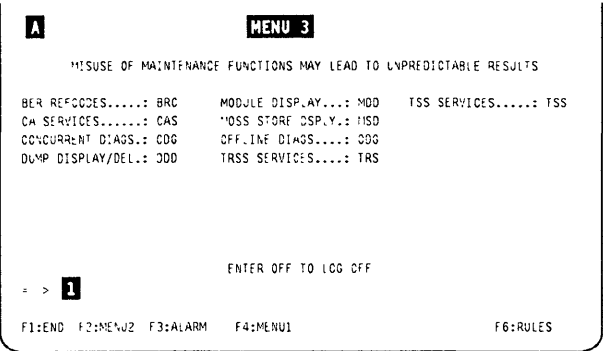 A MENU 3
MISUSE OF MAINTENANCE FUNCTIONS MAY LEAD TO UNPREDICTABLE RESULTS
BER REFCODES.....: BRC MODULE DISPLAY...: MDD TSS SERVICES.....: TSS
CA SERVICES......: CAS MOSS STORE DSPLY.: MSD
CONCURRENT DIAGS.: CDG OFFLINE DIAGS....: ODG
DUMP DISPLAY/DEL.: DDD TRSS SERVICES....: TRS
ENTER OFF TO LOG OFF
= > 1
F1:END F2:MENU2 F3:ALARM F4:MENU1 F6:RULES